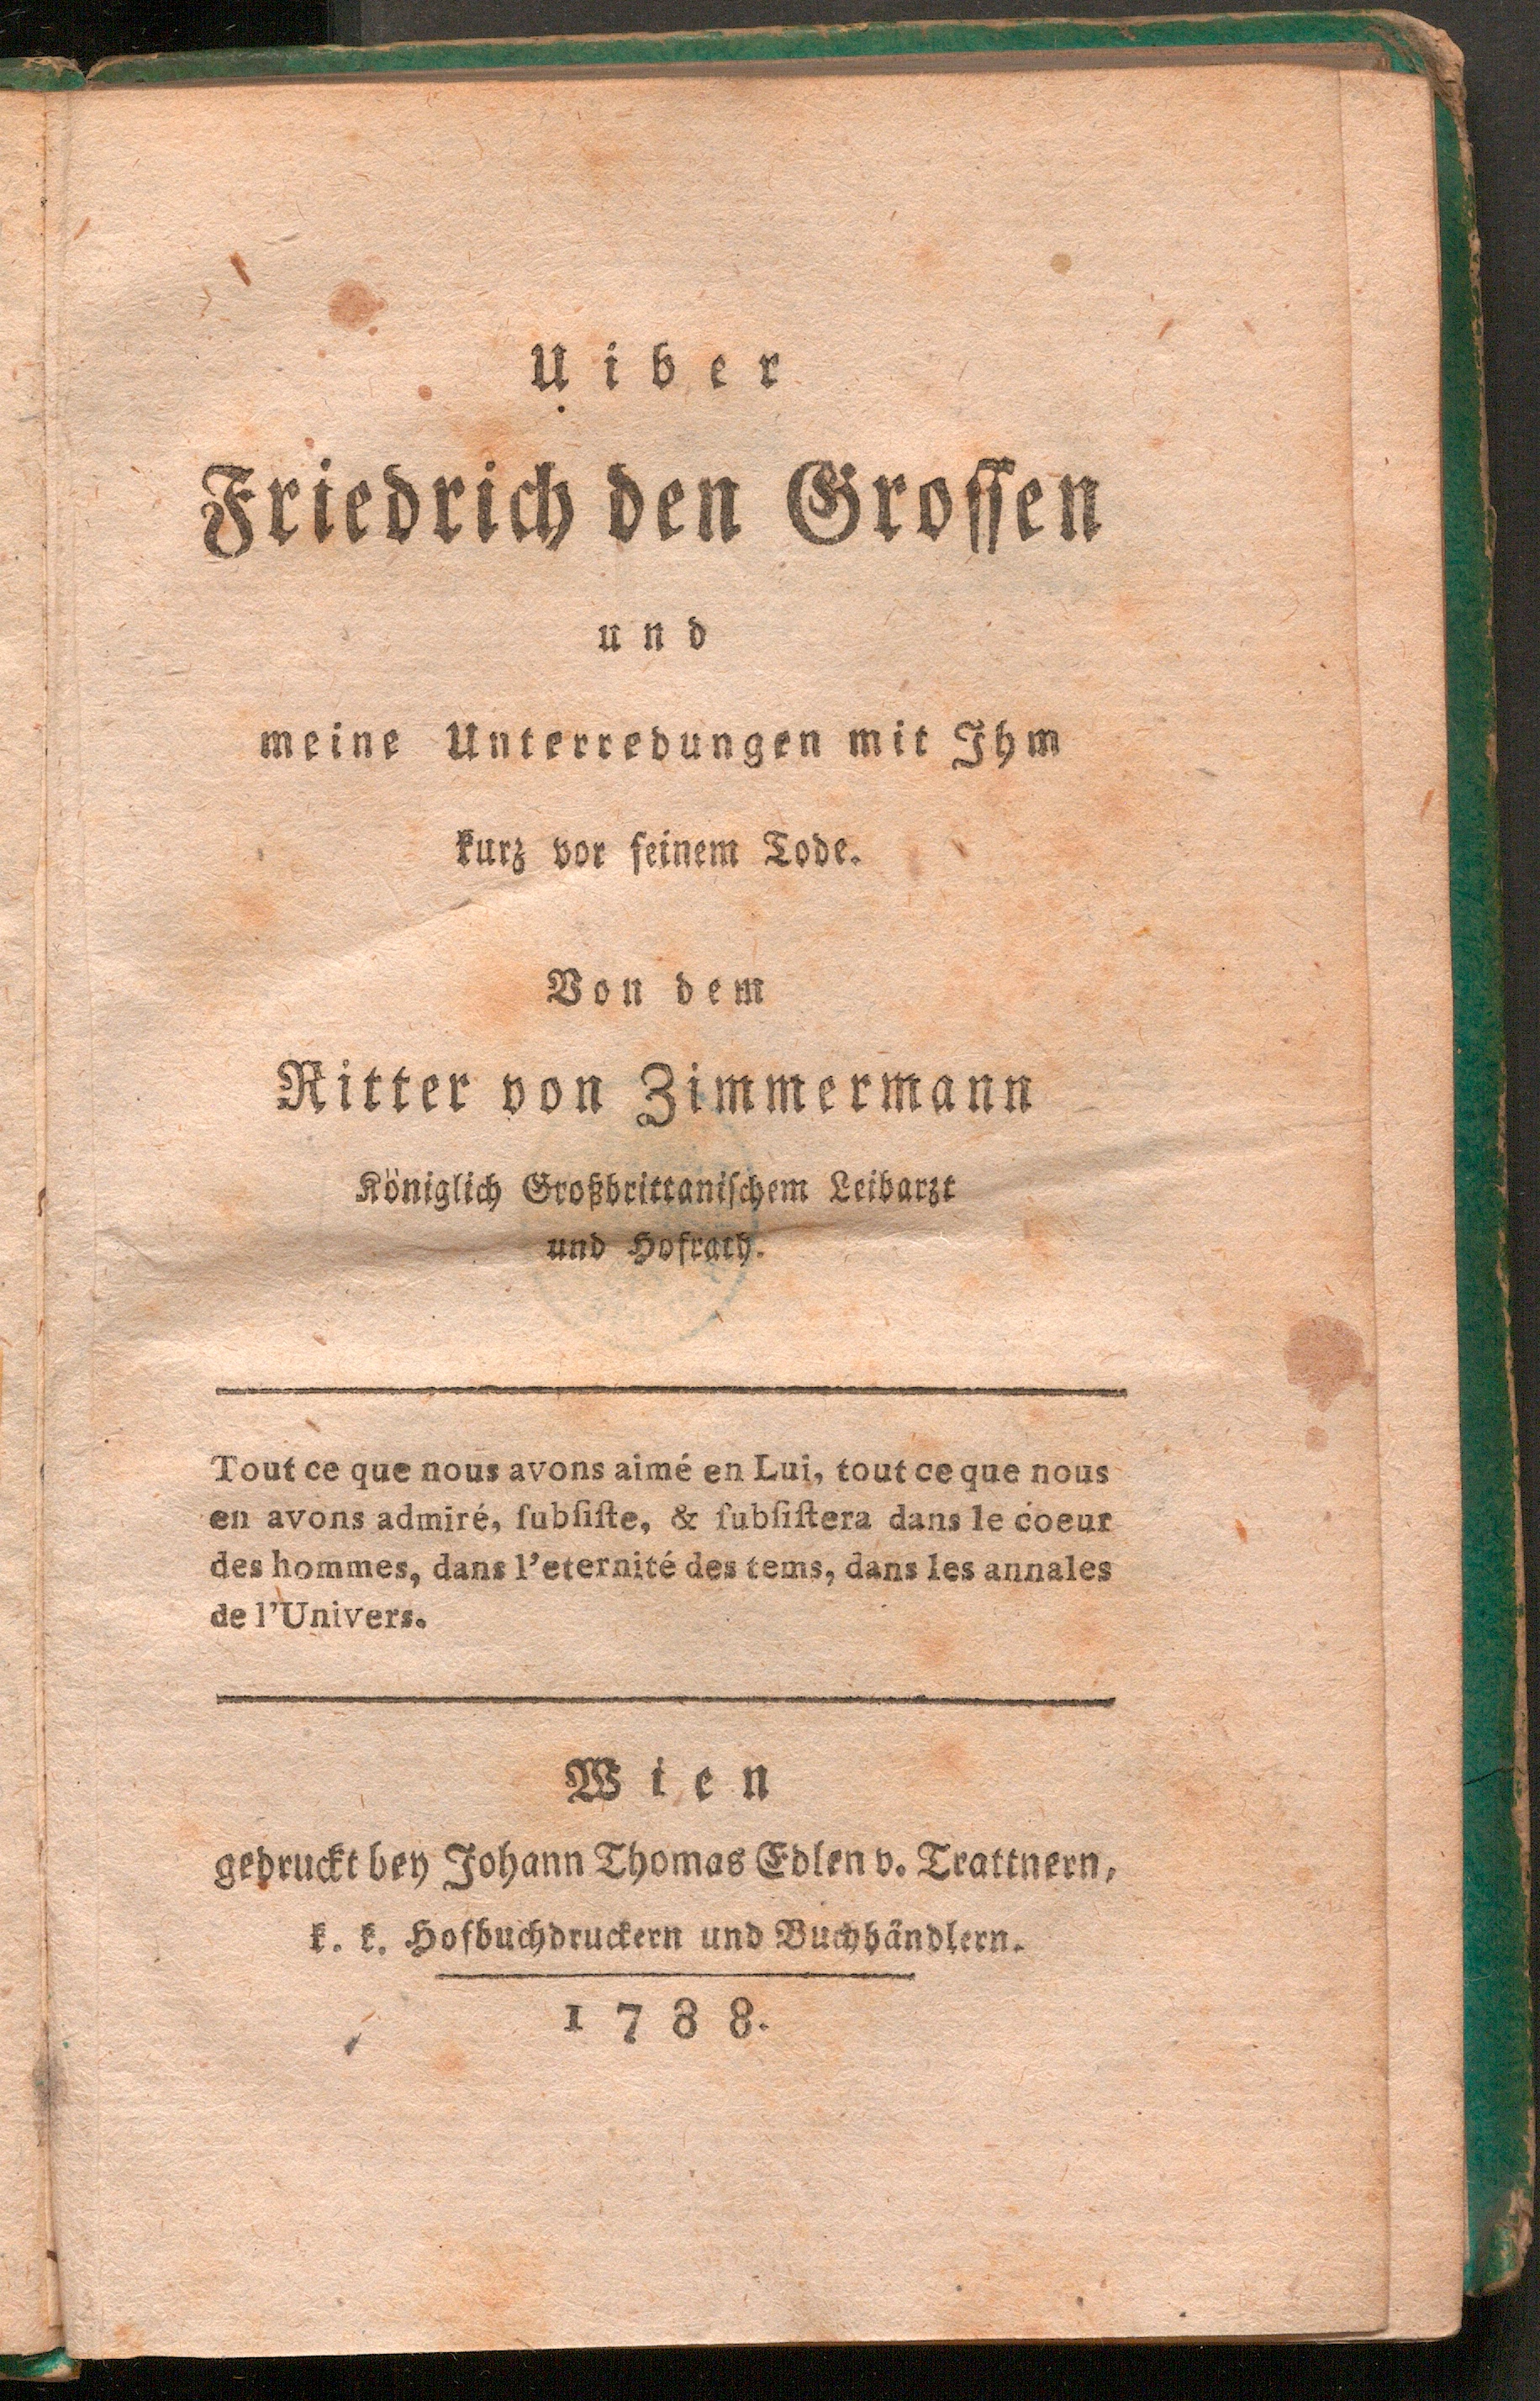 Uiber
Friedrich den Grossen
und
meine Unterredungen mit Ihm
kurz vor seinem Tode.
Von dem
Ritter von Zimmermann
Königlich Großbrittanischem Leibarzt
und Hofrath.
Tout ce que nous avons aimé en Lui, tout ce que nous
en avons admiré, ſubſiſte, & ſubſiſtera dans le coeur
des hommes, dans l'eternité des tems, dans les annales
de l'Univers.
Wien
gedruckt bey Johann Thomas Edlen v. Trattnern,
k. k. Hofbuchdruckern und Buchhändlern.
1788.